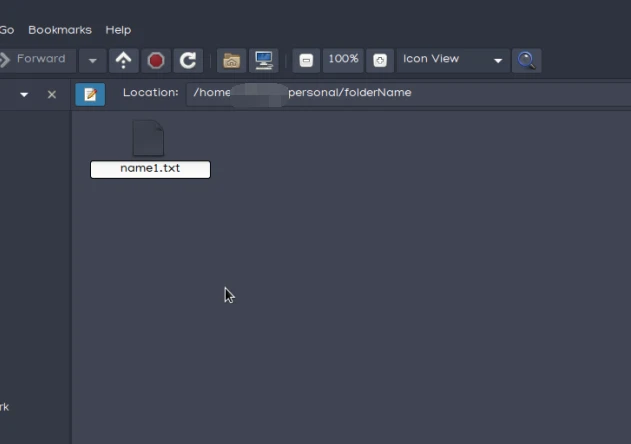 Go Bookmarks Help
Forward 100% Icon View
Location: /home personal/folderName
name1.txt
rk